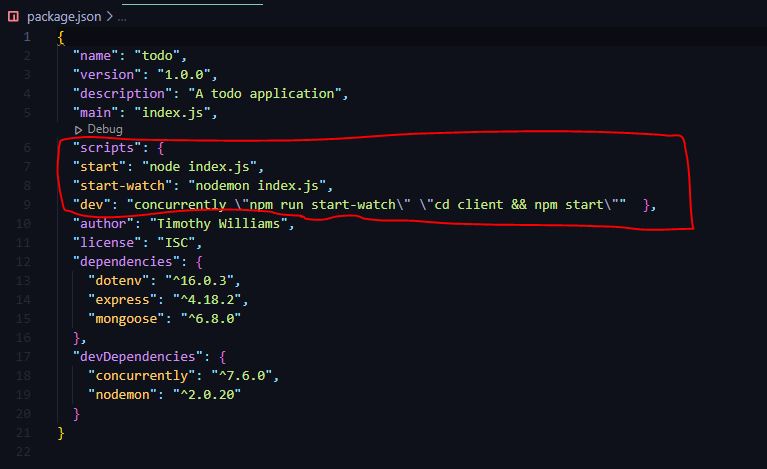 package.json > ...
1 {
2 "name": "todo",
3 "version": "1.0.0",
4 "description": "A todo application",
5 "main": "index.js",
Debug
6 "scripts": {
7 "start": "node index.js",
8 "start-watch": "nodemon index.js",
9 "dev": "concurrently \"npm run start-watch\" \"cd client && npm start\""  },
10 "author": "Timothy Williams",
11 "license": "ISC",
12 "dependencies": {
13 "dotenv": "^16.0.3",
14 "express": "^4.18.2",
15 "mongoose": "^6.8.0"
16 },
17 "devDependencies": {
18 "concurrently": "^7.6.0",
19 "nodemon": "^2.0.20"
20 }
21 }
22